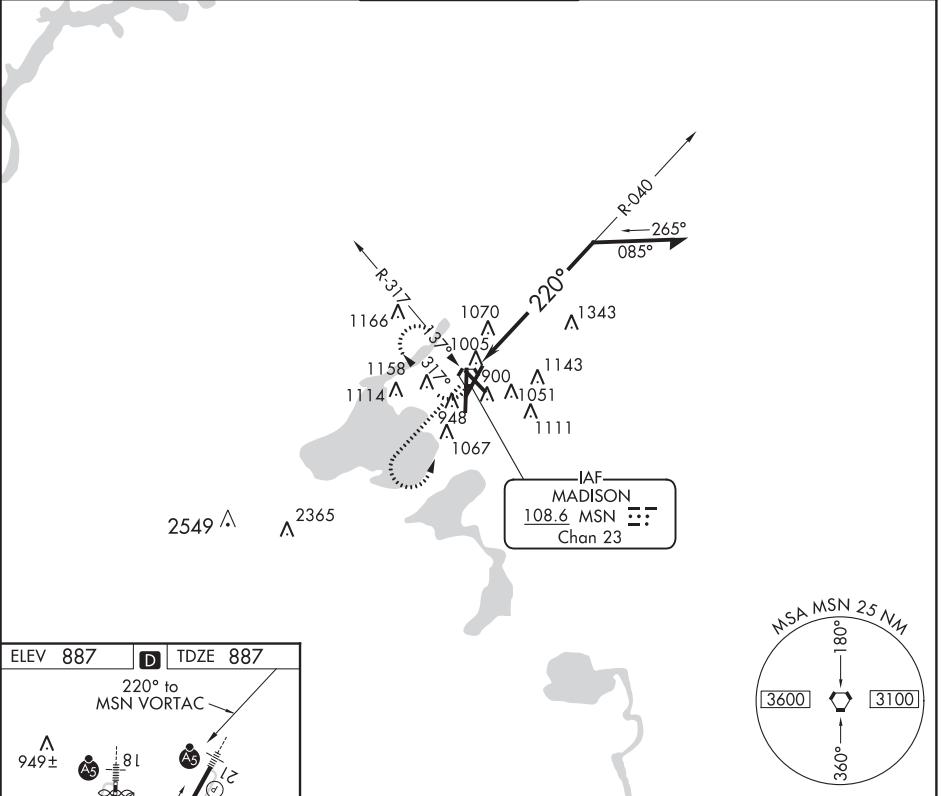 R-040
265°
085°
220°
R-317
1166
1070
1343
137°
1005
1158
317°
900
1143
1114
1051
948
1111
1067
IAF
MADISON
108.6 MSN
Chan 23
2549
2365
MSA MSN 25 NM
180°
3600
3100
360°
ELEV 887 D TDZE 887
220° to
MSN VORTAC
949±
A5
18
A5
21
P